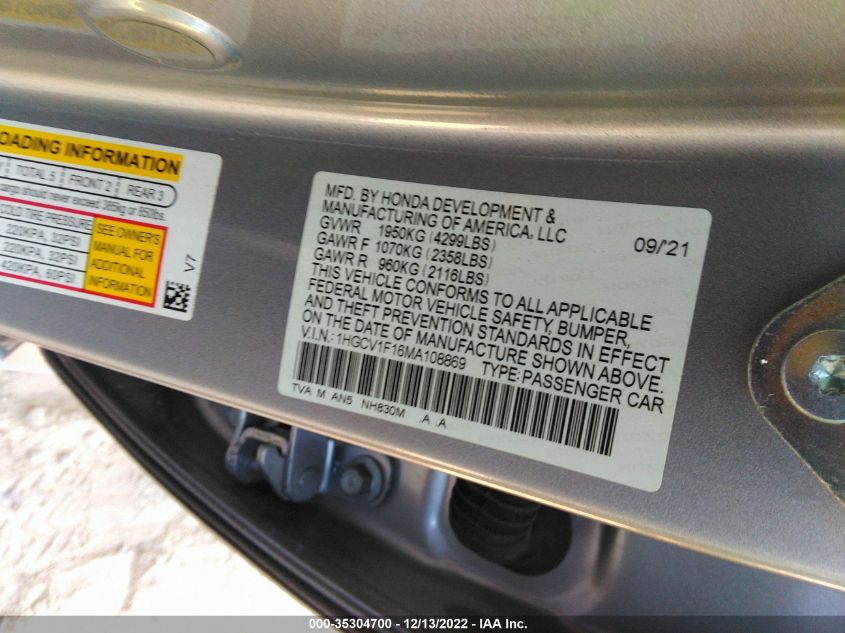 OADING INFORMATION
TOTAL 5 FRONT 2 REAR 3
cargo should never exceed 385kg or 850lbs.
COLD TIRE PRESSURE
220KPA, 32PSI
220KPA, 32PSI
420KPA, 60PSI
SEE OWNER'S
MANUAL FOR
ADDITIONAL
INFORMATION
V7
MFD. BY HONDA DEVELOPMENT &
MANUFACTURING OF AMERICA, LLC
09/'21
GVWR 1950KG (4299LBS)
GAWR F 1070KG (2358LBS)
GAWR R 960KG (2116LBS)
THIS VEHICLE CONFORMS TO ALL APPLICABLE
FEDERAL MOTOR VEHICLE SAFETY, BUMPER,
AND THEFT PREVENTION STANDARDS IN EFFECT
ON THE DATE OF MANUFACTURE SHOWN ABOVE.
V.I.N.: 1HGCV1F16MA108869 TYPE: PASSENGER CAR
TVA M AN5 NH830M .A .A
000-35304700 - 12/13/2022 - IAA Inc.